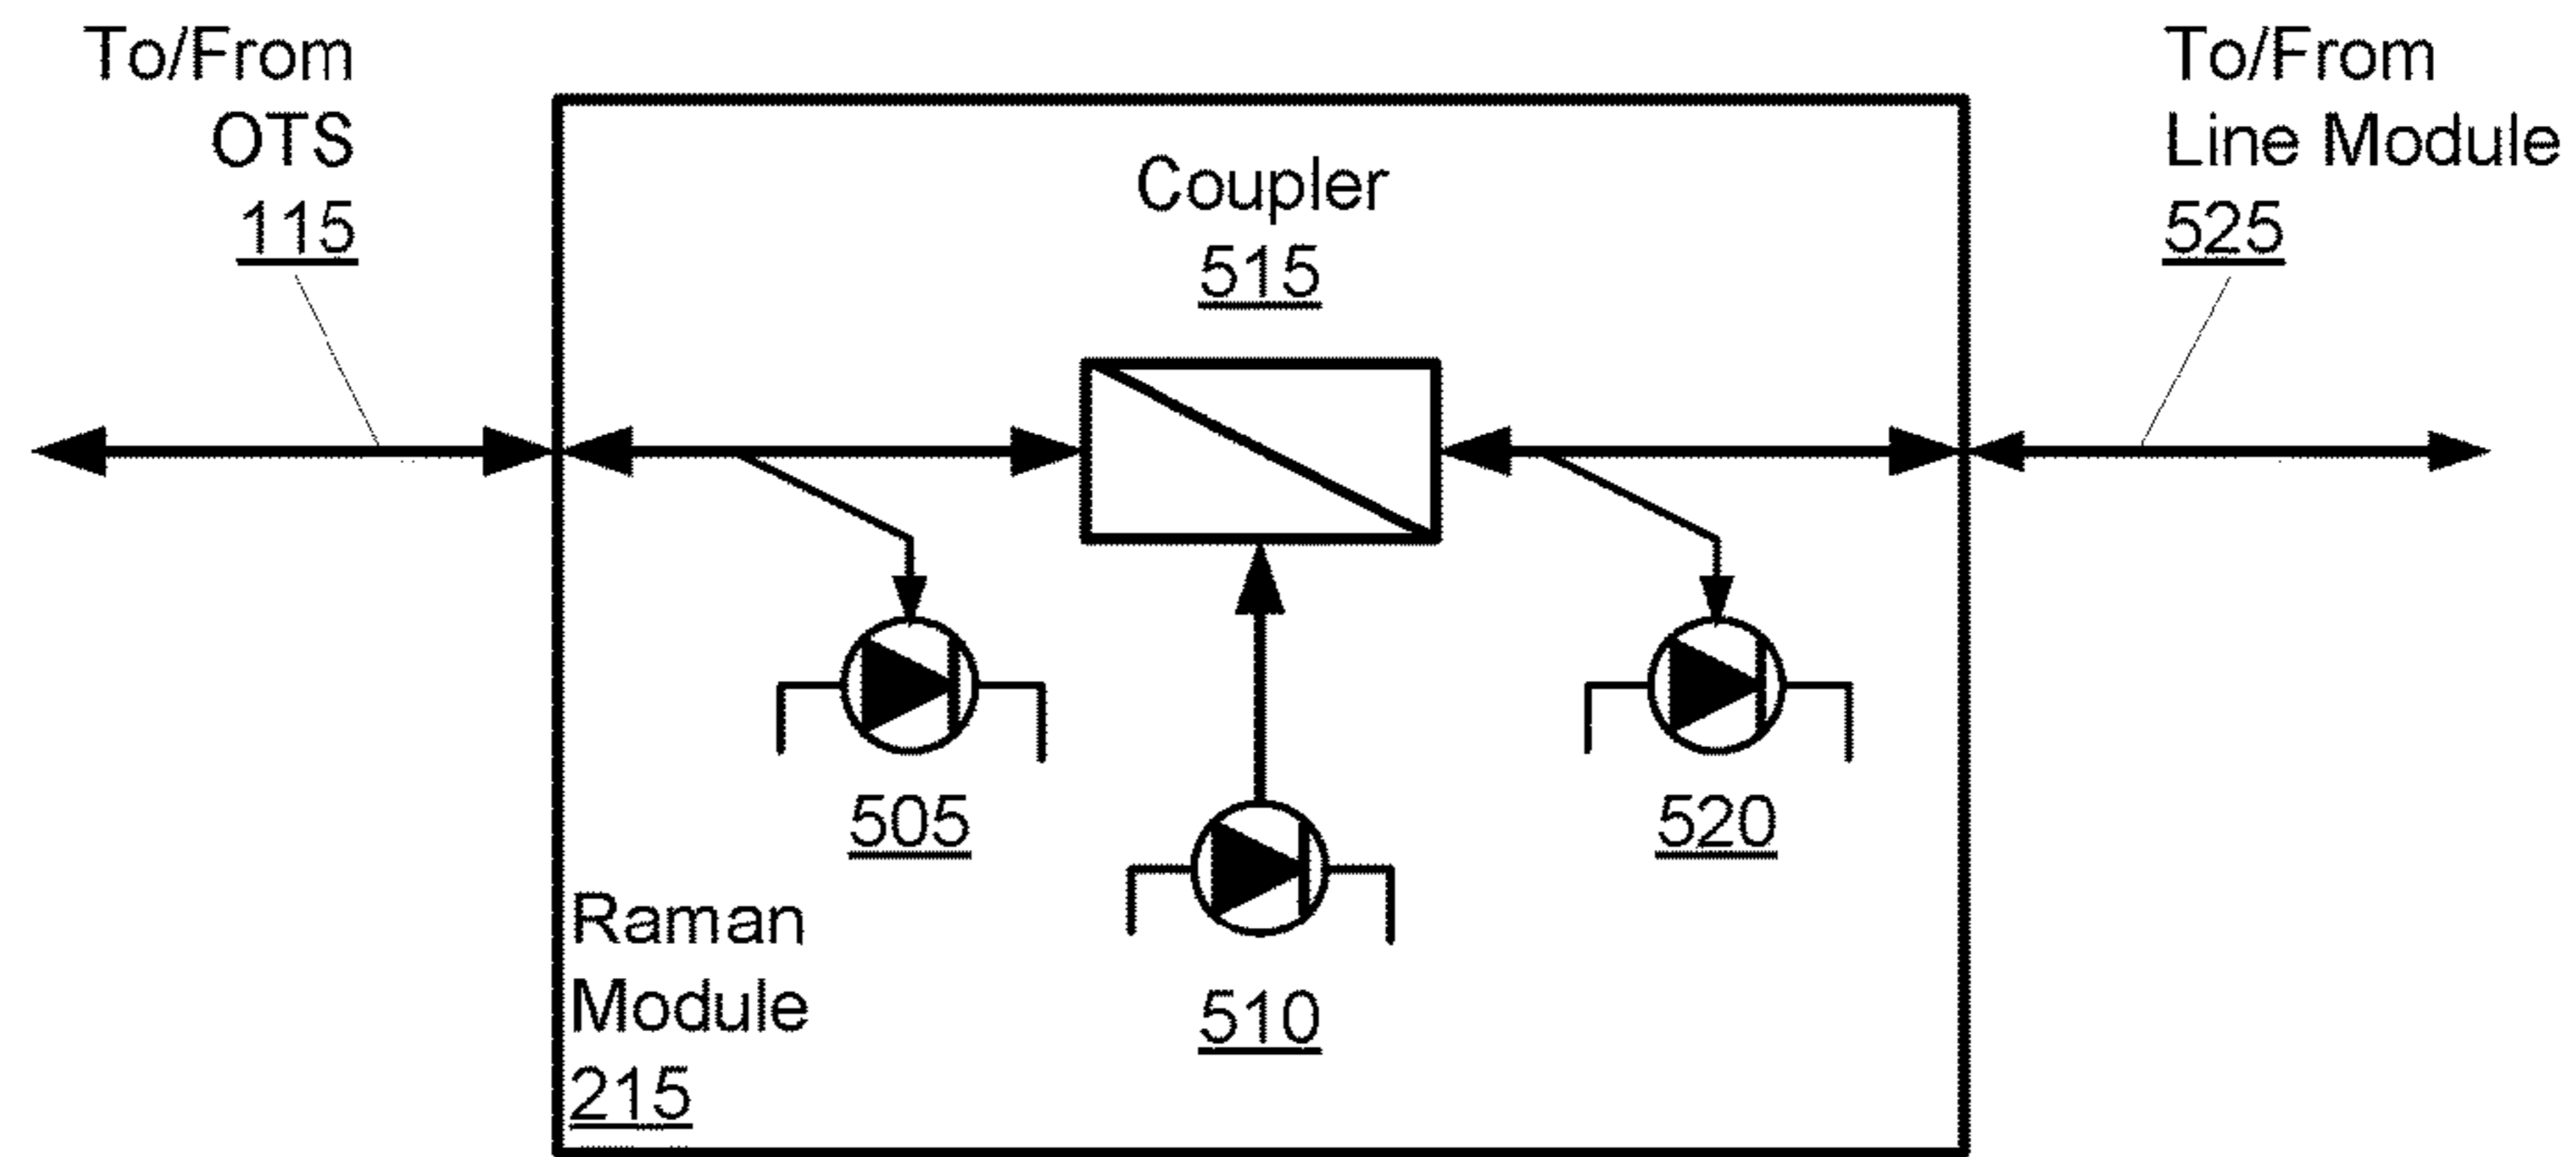 To/From
OTS
115
To/From
Line Module
525
Coupler
515
505
520
510
Raman
Module
215